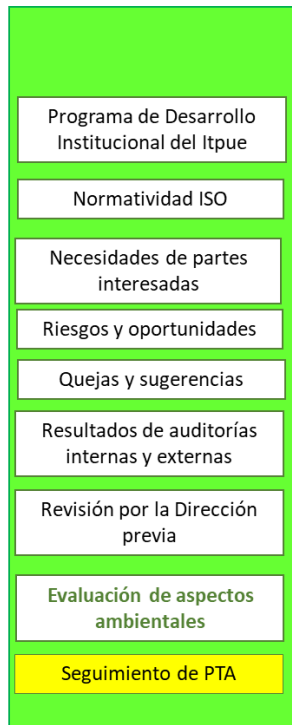 Programa de Desarrollo
Institucional del Itpue
Normatividad ISO
Necesidades de partes
interesadas
Riesgos y oportunidades
Quejas y sugerencias
Resultados de auditorías
internas y externas
Revisión por la Dirección
previa
Evaluación de aspectos
ambientales
Seguimiento de PTA